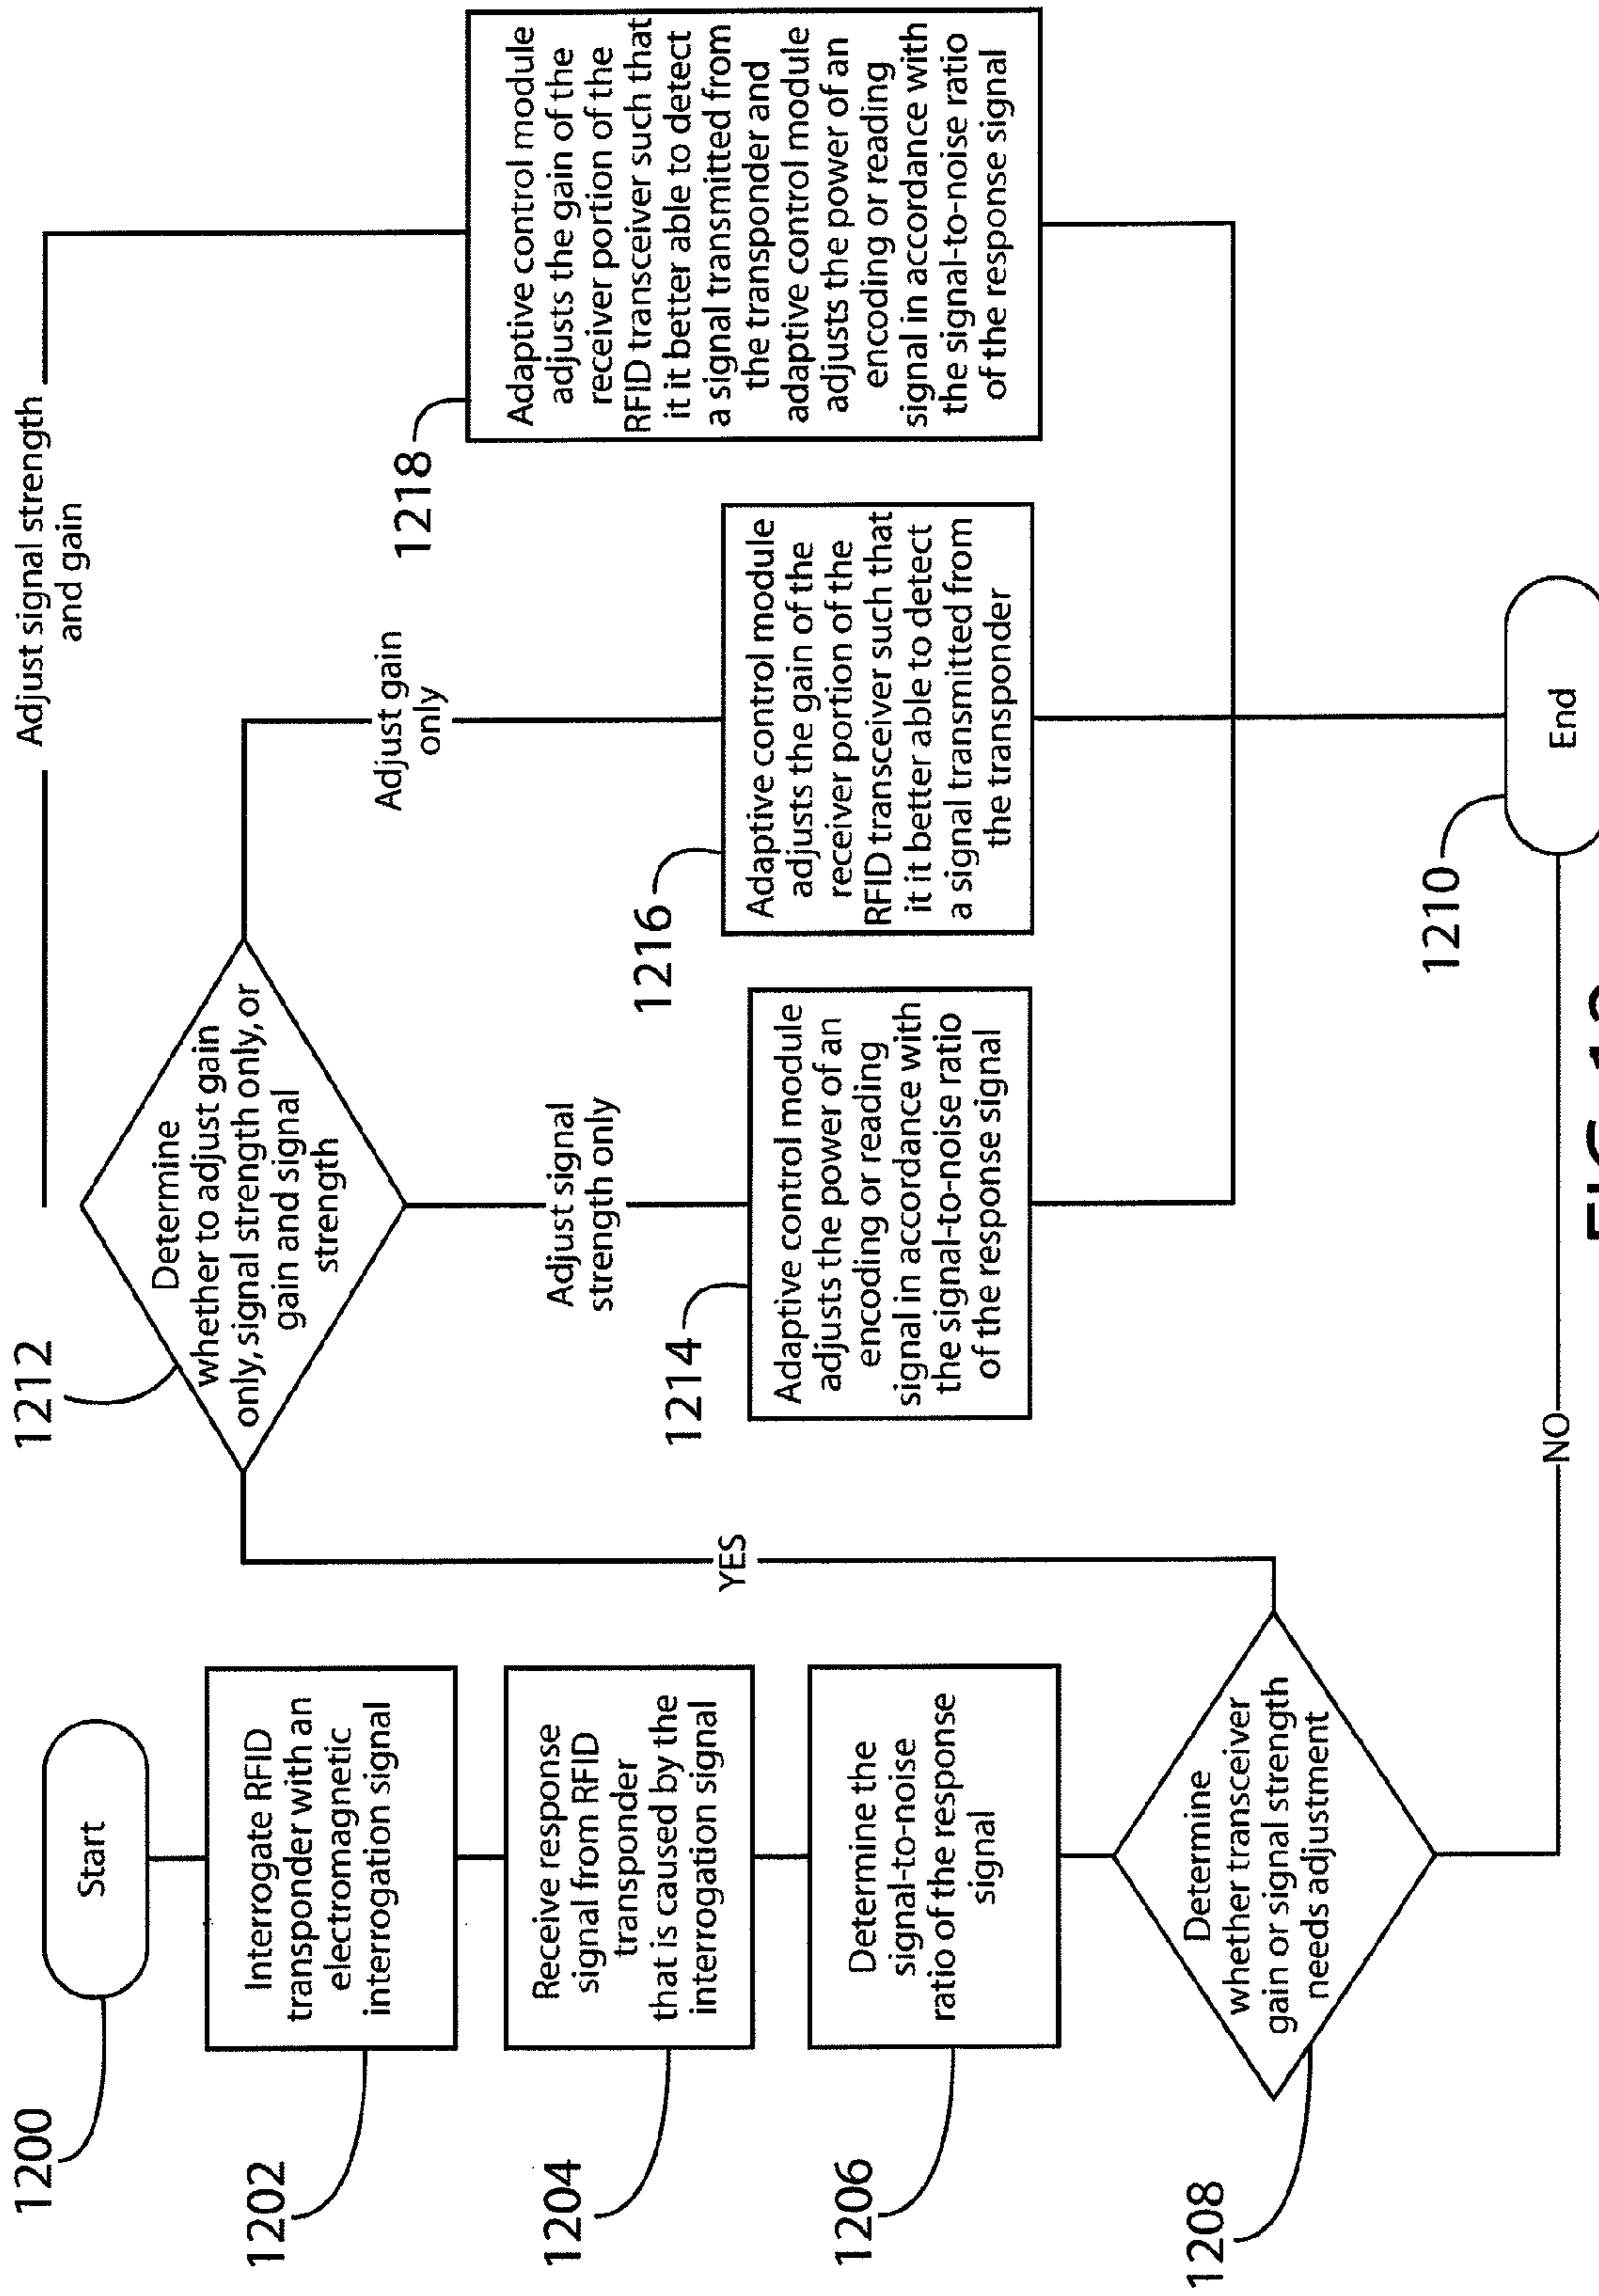 1200
Start
1202
Interrogate RFID
transponder with an
electromagnetic
interrogation signal
1204
Receive response
signal from RFID
transponder
that is caused by the
interrogation signal
1206
Determine the
signal-to-noise
ratio of the response
signal
1208
Determine
whether transceiver
gain or signal strength
needs adjustment
YES
NO
1212
Determine
whether to adjust gain
only, signal strength only, or
gain and signal
strength
Adjust signal
strength only
Adjust gain
only
Adjust signal strength
and gain
1214
Adaptive control module
adjusts the power of an
encoding or reading
signal in accordance with
the signal-to-noise ratio
of the response signal
1216
Adaptive control module
adjusts the gain of the
receiver portion of the
RFID transceiver such that
it it better able to detect
a signal transmitted from
the transponder
1218
Adaptive control module
adjusts the gain of the
receiver portion of the
RFID transceiver such that
it it better able to detect
a signal transmitted from
the transponder and
adaptive control module
adjusts the power of an
encoding or reading
signal in accordance with
the signal-to-noise ratio
of the response signal
1210
End